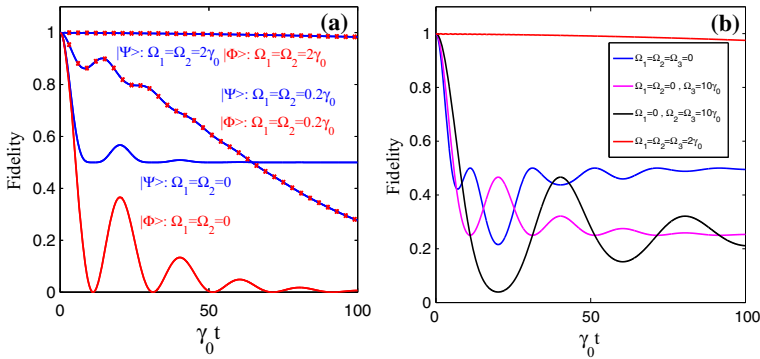 (a)
Fidelity
1
0.8
0.6
0.4
0.2
0
0
50
100
γ₀ t
|Ψ>: Ω₁=Ω₂=2γ₀
|Φ>: Ω₁=Ω₂=2γ₀
|Ψ>: Ω₁=Ω₂=0.2γ₀
|Φ>: Ω₁=Ω₂=0.2γ₀
|Ψ>: Ω₁=Ω₂=0
|Φ>: Ω₁=Ω₂=0
(b)
Fidelity
1
0.8
0.6
0.4
0.2
0
0
50
100
γ₀ t
Ω₁=Ω₂=Ω₃=0
Ω₁=Ω₂=0 , Ω₃=10γ₀
Ω₁=0 , Ω₂=Ω₃=10γ₀
Ω₁=Ω₂=Ω₃=2γ₀